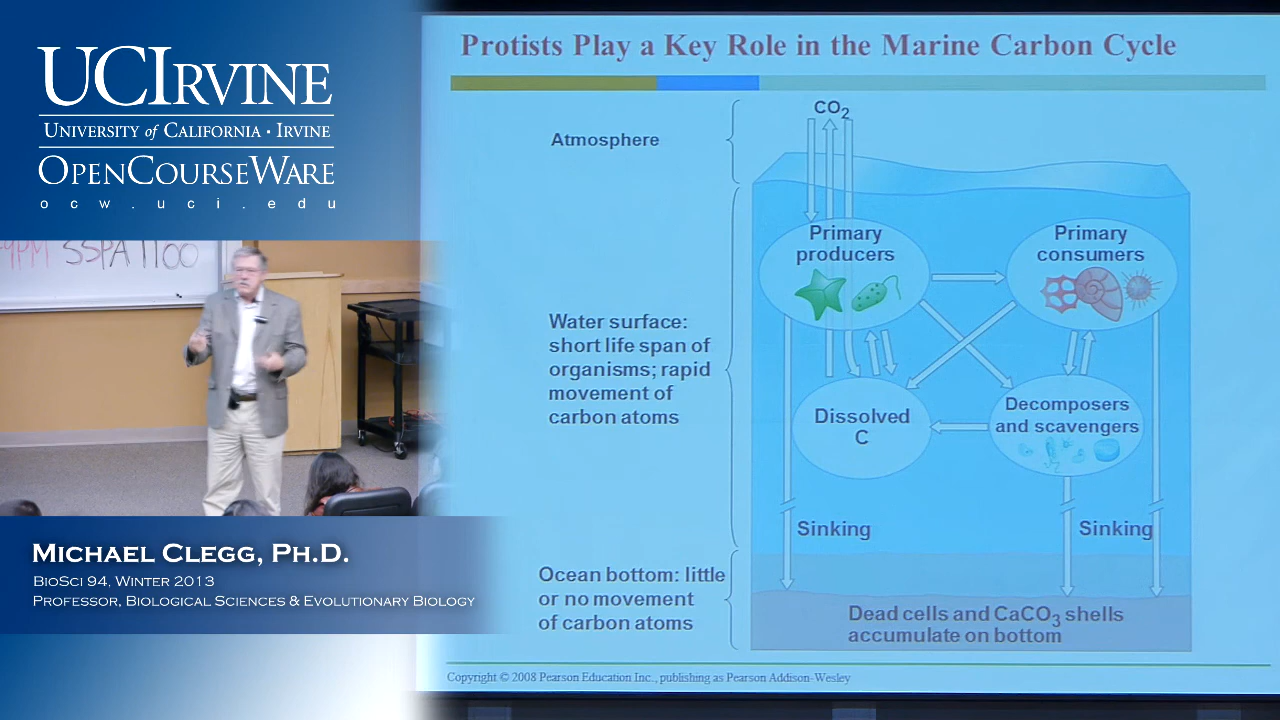 UCIRVINE
UNIVERSITY of CALIFORNIA · IRVINE
OPENCOURSEWARE
ocw.uci.edu
9PM SSPA 1100
MICHAEL CLEGG, PH.D.
BIOSCI 94, WINTER 2013
PROFESSOR, BIOLOGICAL SCIENCES & EVOLUTIONARY BIOLOGY
Protists Play a Key Role in the Marine Carbon Cycle
CO2
Atmosphere
Primary
producers
Primary
consumers
Water surface:
short life span of
organisms; rapid
movement of
carbon atoms
Dissolved
C
Decomposers
and scavengers
Sinking
Sinking
Ocean bottom: little
or no movement
of carbon atoms
Dead cells and CaCO3 shells
accumulate on bottom
Copyright © 2008 Pearson Education Inc., publishing as Pearson Addison-Wesley